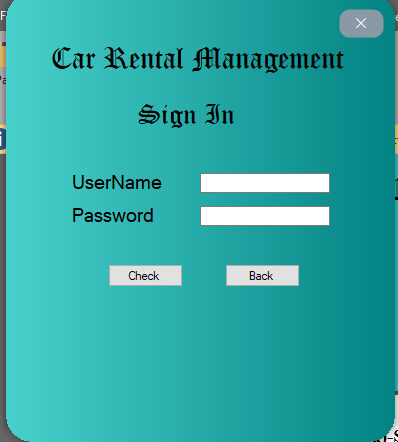 Car Rental Management
Sign In
UserName
Password
Check
Back